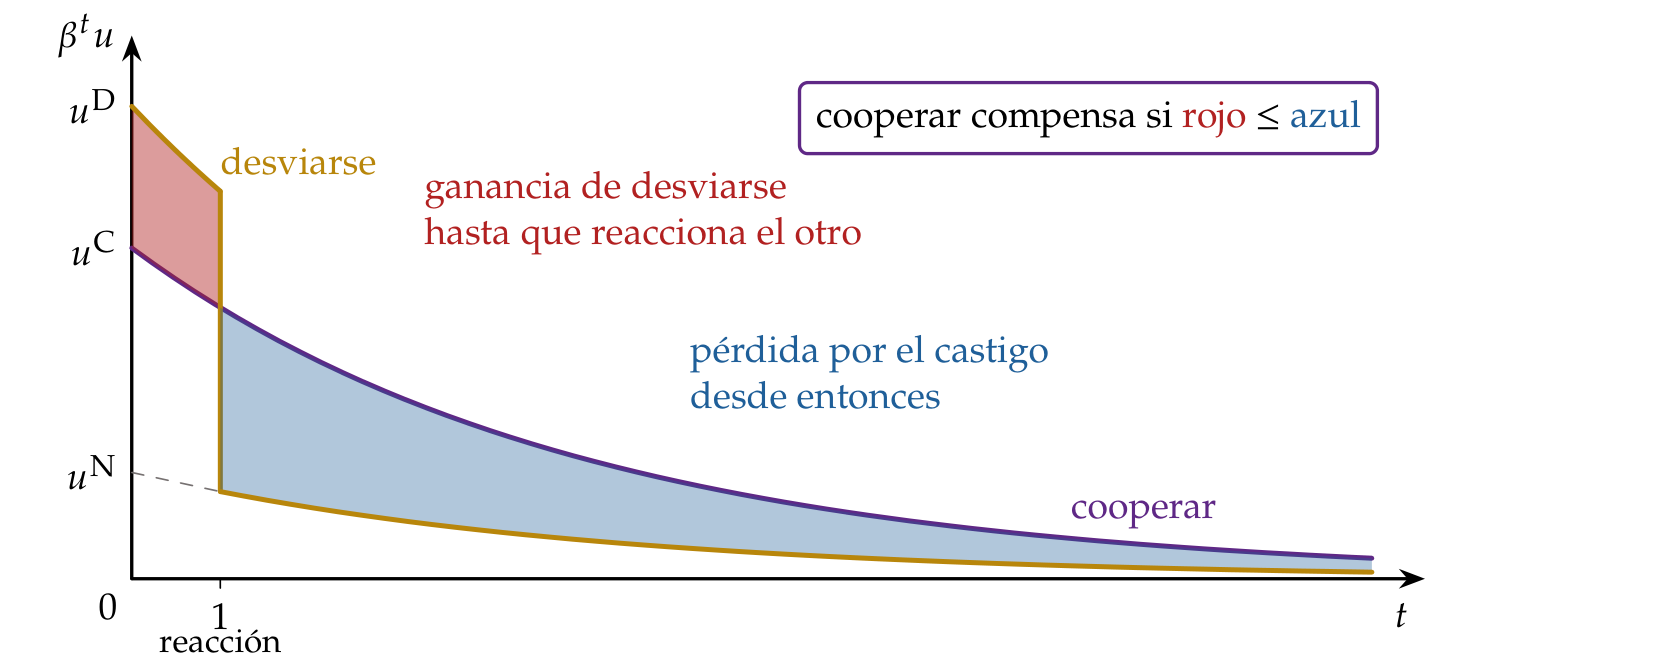 βᵗu
uᴰ
desviarse
cooperar compensa si rojo ≤ azul
ganancia de desviarse
hasta que reacciona el otro
uᶜ
pérdida por el castigo
desde entonces
uᴺ
cooperar
0
1
t
reacción